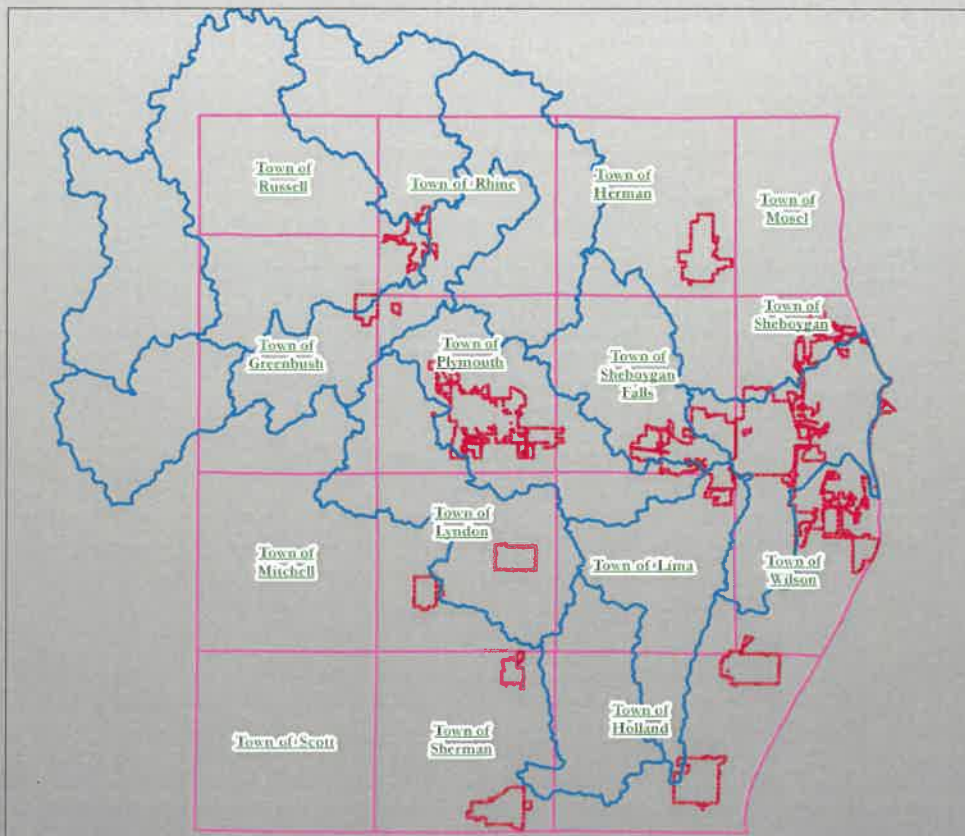 Town of
Russell
Town of Rhine
Town of
Herman
Town of
Mosel
Town of
Greenbush
Town of
Plymouth
Town of
Sheboygan
Falls
Town of
Sheboygan
Town of
Mitchell
Town of
Lyndon
Town of Lima
Town of
Wilson
Town of Scott
Town of
Sherman
Town of
Holland